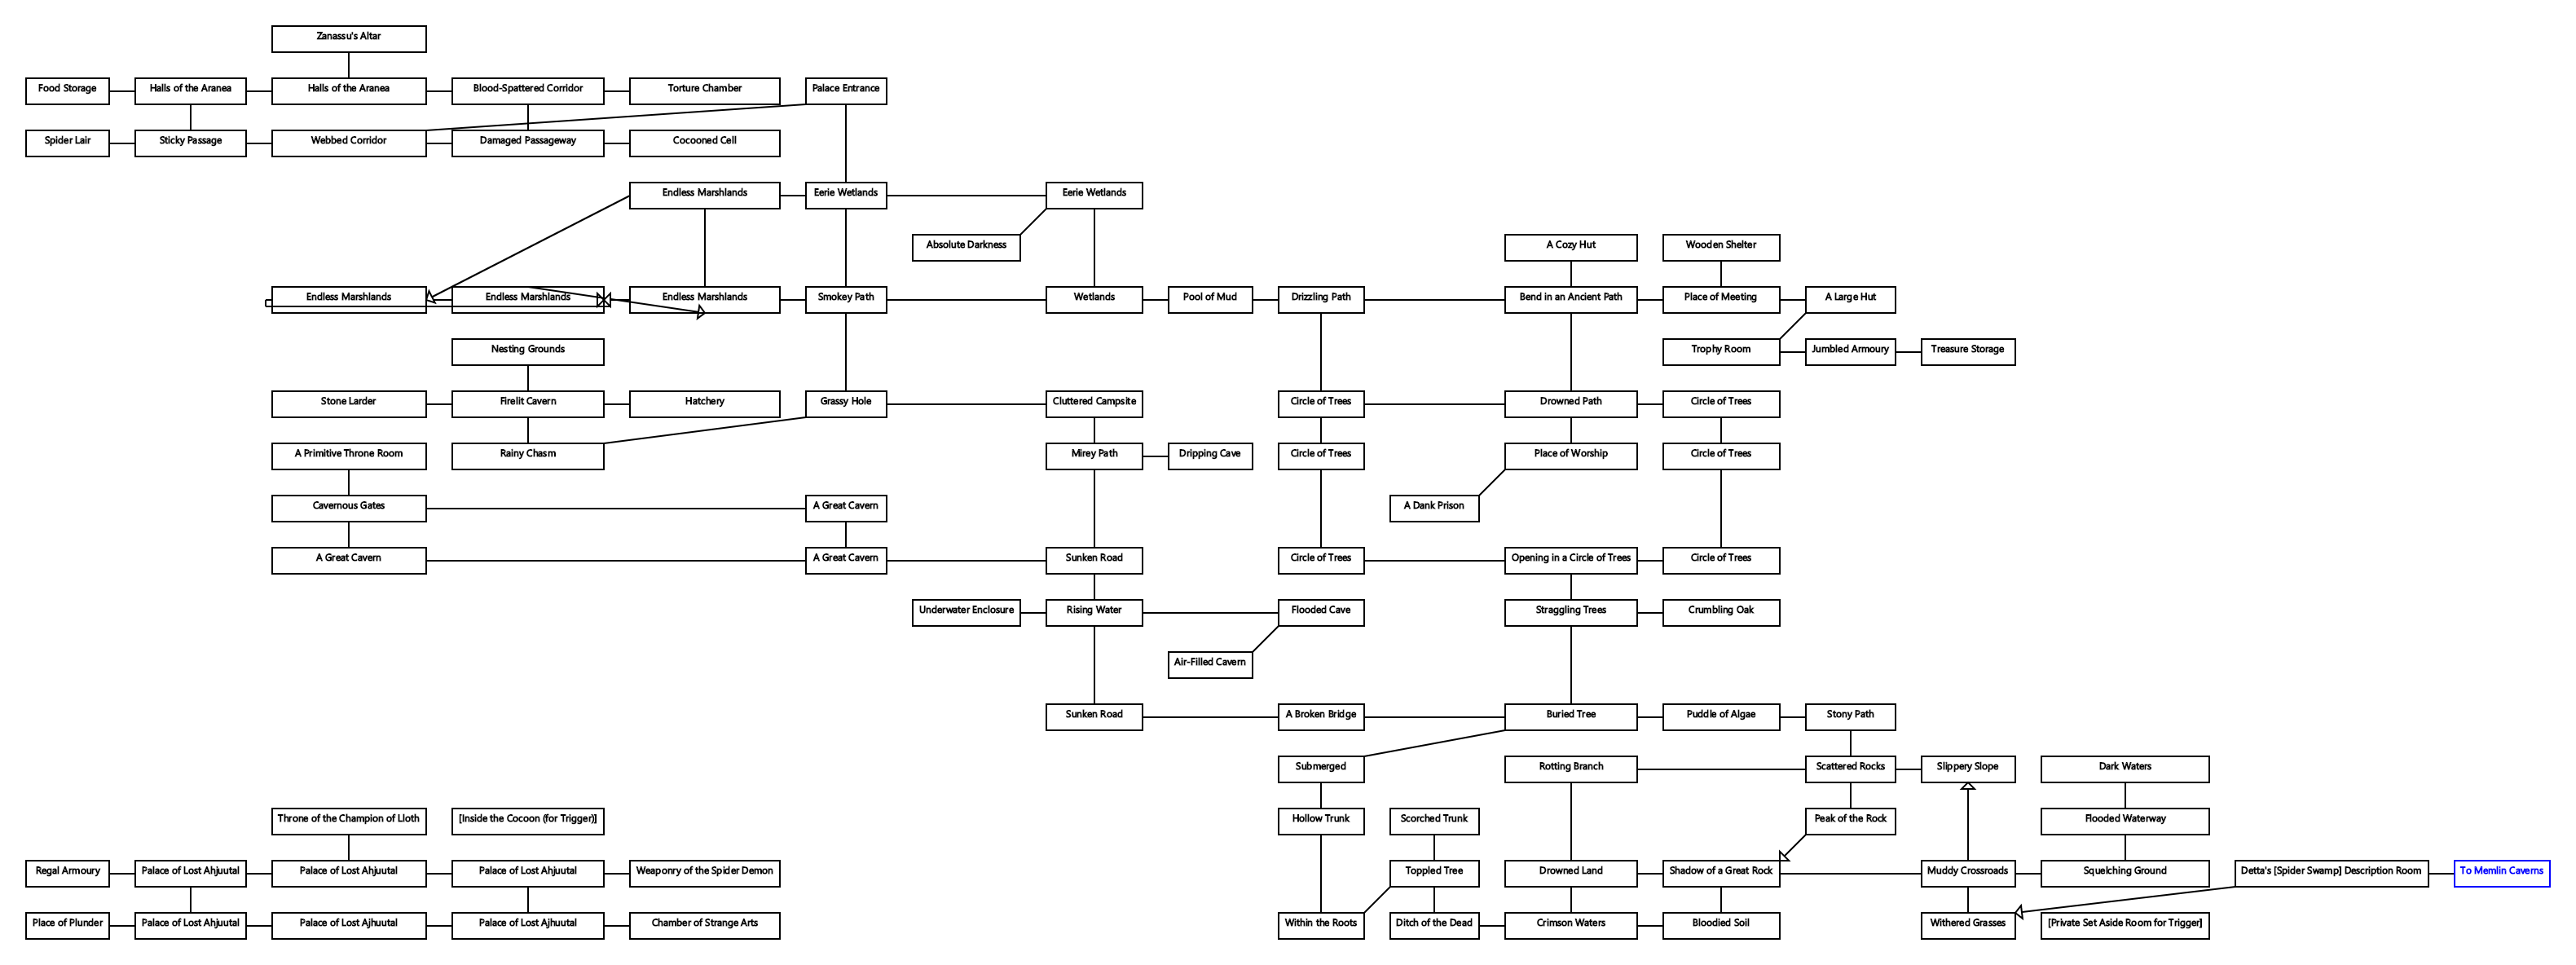 Zanassu's Altar
Food Storage
Halls of the Aranea
Halls of the Aranea
Blood-Spattered Corridor
Torture Chamber
Palace Entrance
Spider Lair
Sticky Passage
Webbed Corridor
Damaged Passageway
Cocooned Cell
Endless Marshlands
Eerie Wetlands
Eerie Wetlands
Absolute Darkness
A Cozy Hut
Wooden Shelter
Endless Marshlands
Endless Marshlands
Endless Marshlands
Smokey Path
Wetlands
Pool of Mud
Drizzling Path
Bend in an Ancient Path
Place of Meeting
A Large Hut
Nesting Grounds
Trophy Room
Jumbled Armoury
Treasure Storage
Stone Larder
Firelit Cavern
Hatchery
Grassy Hole
Cluttered Campsite
Circle of Trees
Drowned Path
Circle of Trees
A Primitive Throne Room
Rainy Chasm
Mirey Path
Dripping Cave
Circle of Trees
Place of Worship
Circle of Trees
Cavernous Gates
A Great Cavern
A Dank Prison
A Great Cavern
A Great Cavern
Sunken Road
Circle of Trees
Opening in a Circle of Trees
Circle of Trees
Underwater Enclosure
Rising Water
Flooded Cave
Straggling Trees
Crumbling Oak
Air-Filled Cavern
Sunken Road
A Broken Bridge
Buried Tree
Puddle of Algae
Stony Path
Submerged
Rotting Branch
Scattered Rocks
Slippery Slope
Dark Waters
Throne of the Champion of Lloth
[Inside the Cocoon (for Trigger)]
Hollow Trunk
Scorched Trunk
Peak of the Rock
Flooded Waterway
Regal Armoury
Palace of Lost Ahjuutal
Palace of Lost Ahjuutal
Palace of Lost Ahjuutal
Weaponry of the Spider Demon
Toppled Tree
Drowned Land
Shadow of a Great Rock
Muddy Crossroads
Squelching Ground
Detta's [Spider Swamp] Description Room
To Memlin Caverns
Place of Plunder
Palace of Lost Ahjuutal
Palace of Lost Ajhuutal
Palace of Lost Ajhuutal
Chamber of Strange Arts
Within the Roots
Ditch of the Dead
Crimson Waters
Bloodied Soil
Withered Grasses
[Private Set Aside Room for Trigger]